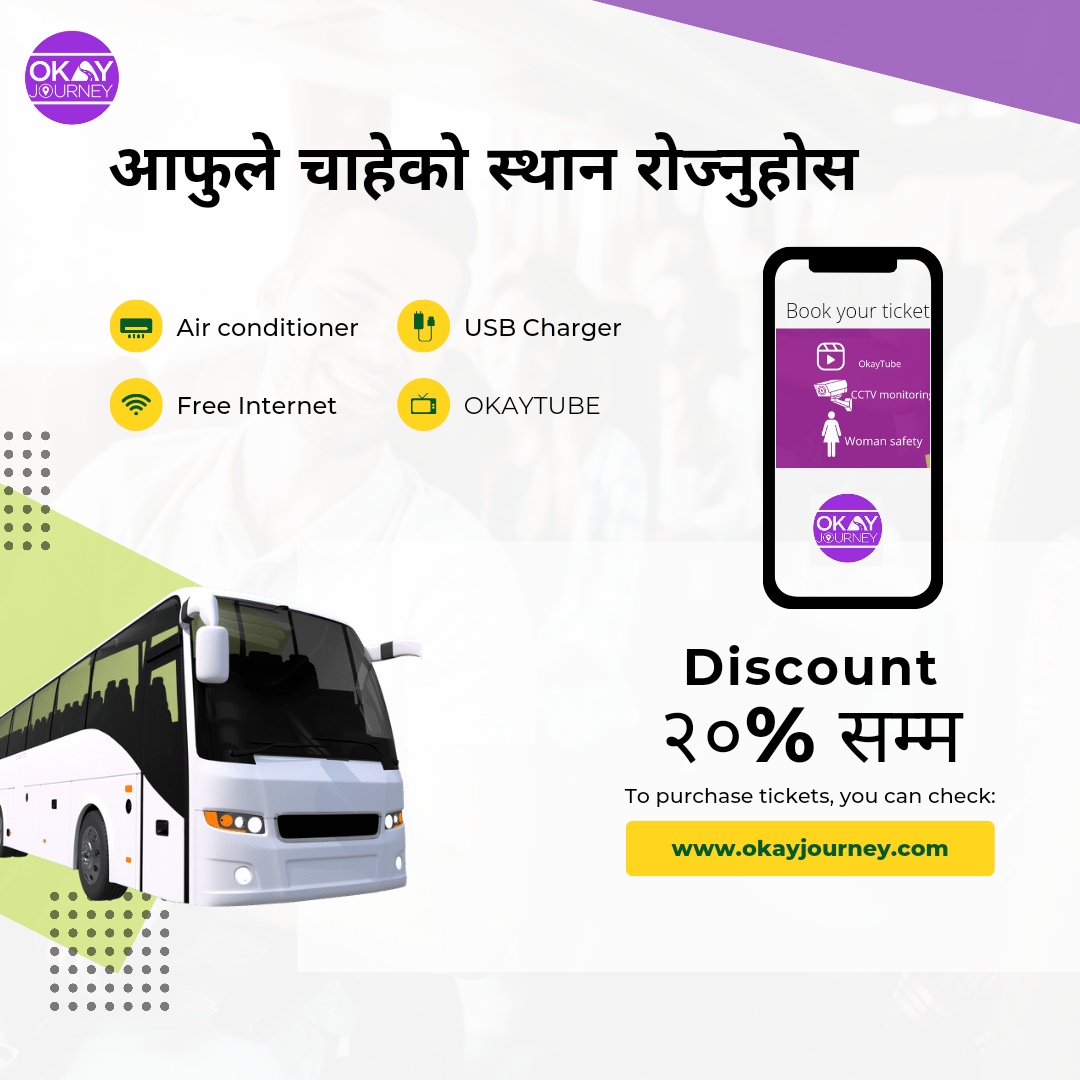 OKAY
JOURNEY
आफुले चाहेको स्थान रोज्नुहोस
Air conditioner
USB Charger
Free Internet
OKAYTUBE
Book your ticket
OkayTube
CCTV monitoring
Woman safety
OKAY
JOURNEY
Discount
२०% सम्म
To purchase tickets, you can check:
www.okayjourney.com